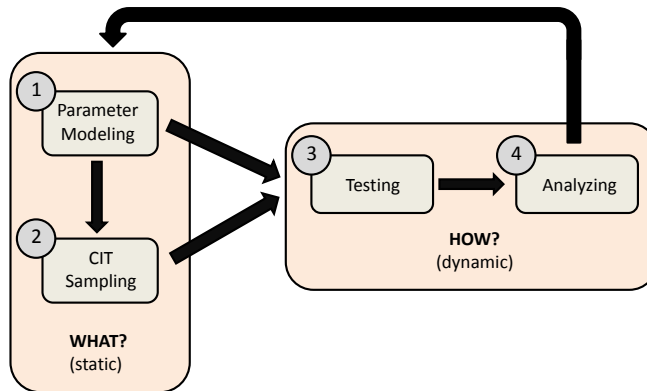 1
Parameter
Modeling
2
CIT
Sampling
WHAT?
(static)
3
Testing
4
Analyzing
HOW?
(dynamic)